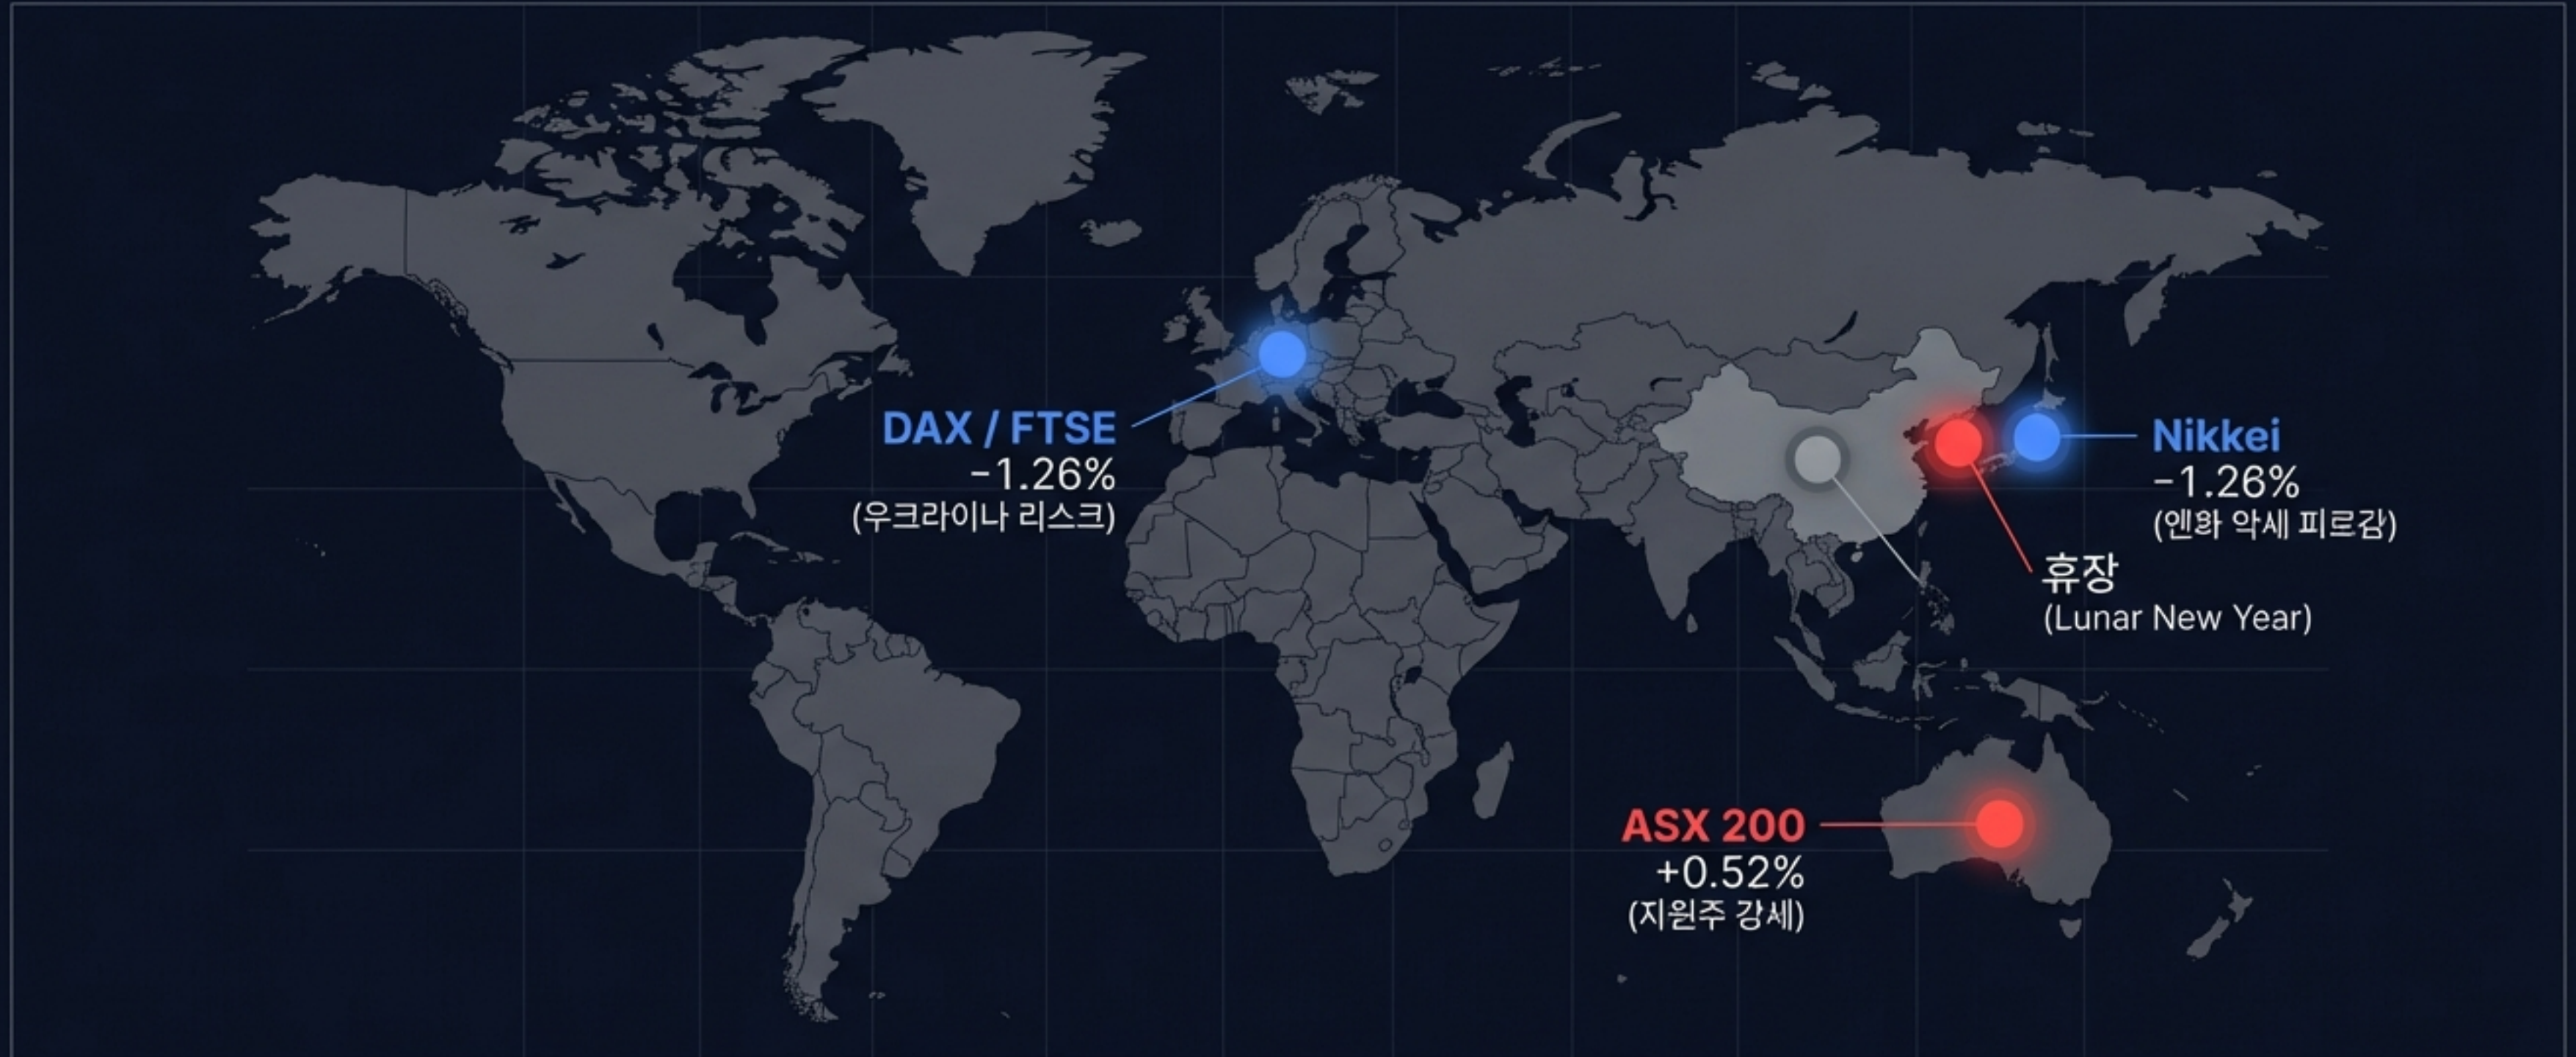 DAX / FTSE
−1.26%
(우크라이나 리스크)
Nikkei
−1.26%
(엔화 악세 피르감)
휴장
(Lunar New Year)
ASX 200
+0.52%
(지원주 강세)